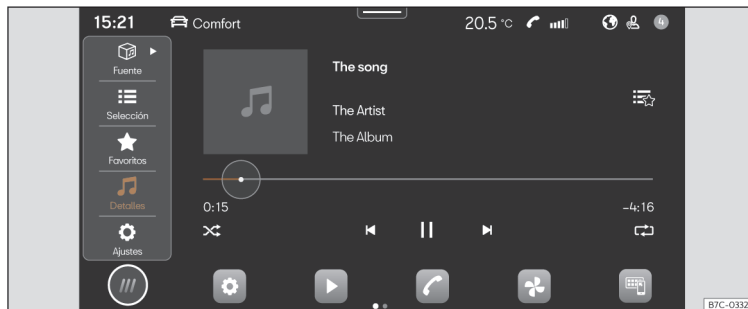 15:21 Comfort 20.5 °C 4
Fuente
Selección
Favoritos
Detalles
Ajustes
The song
The Artist
The Album
0:15 -4:16
B7C-0332